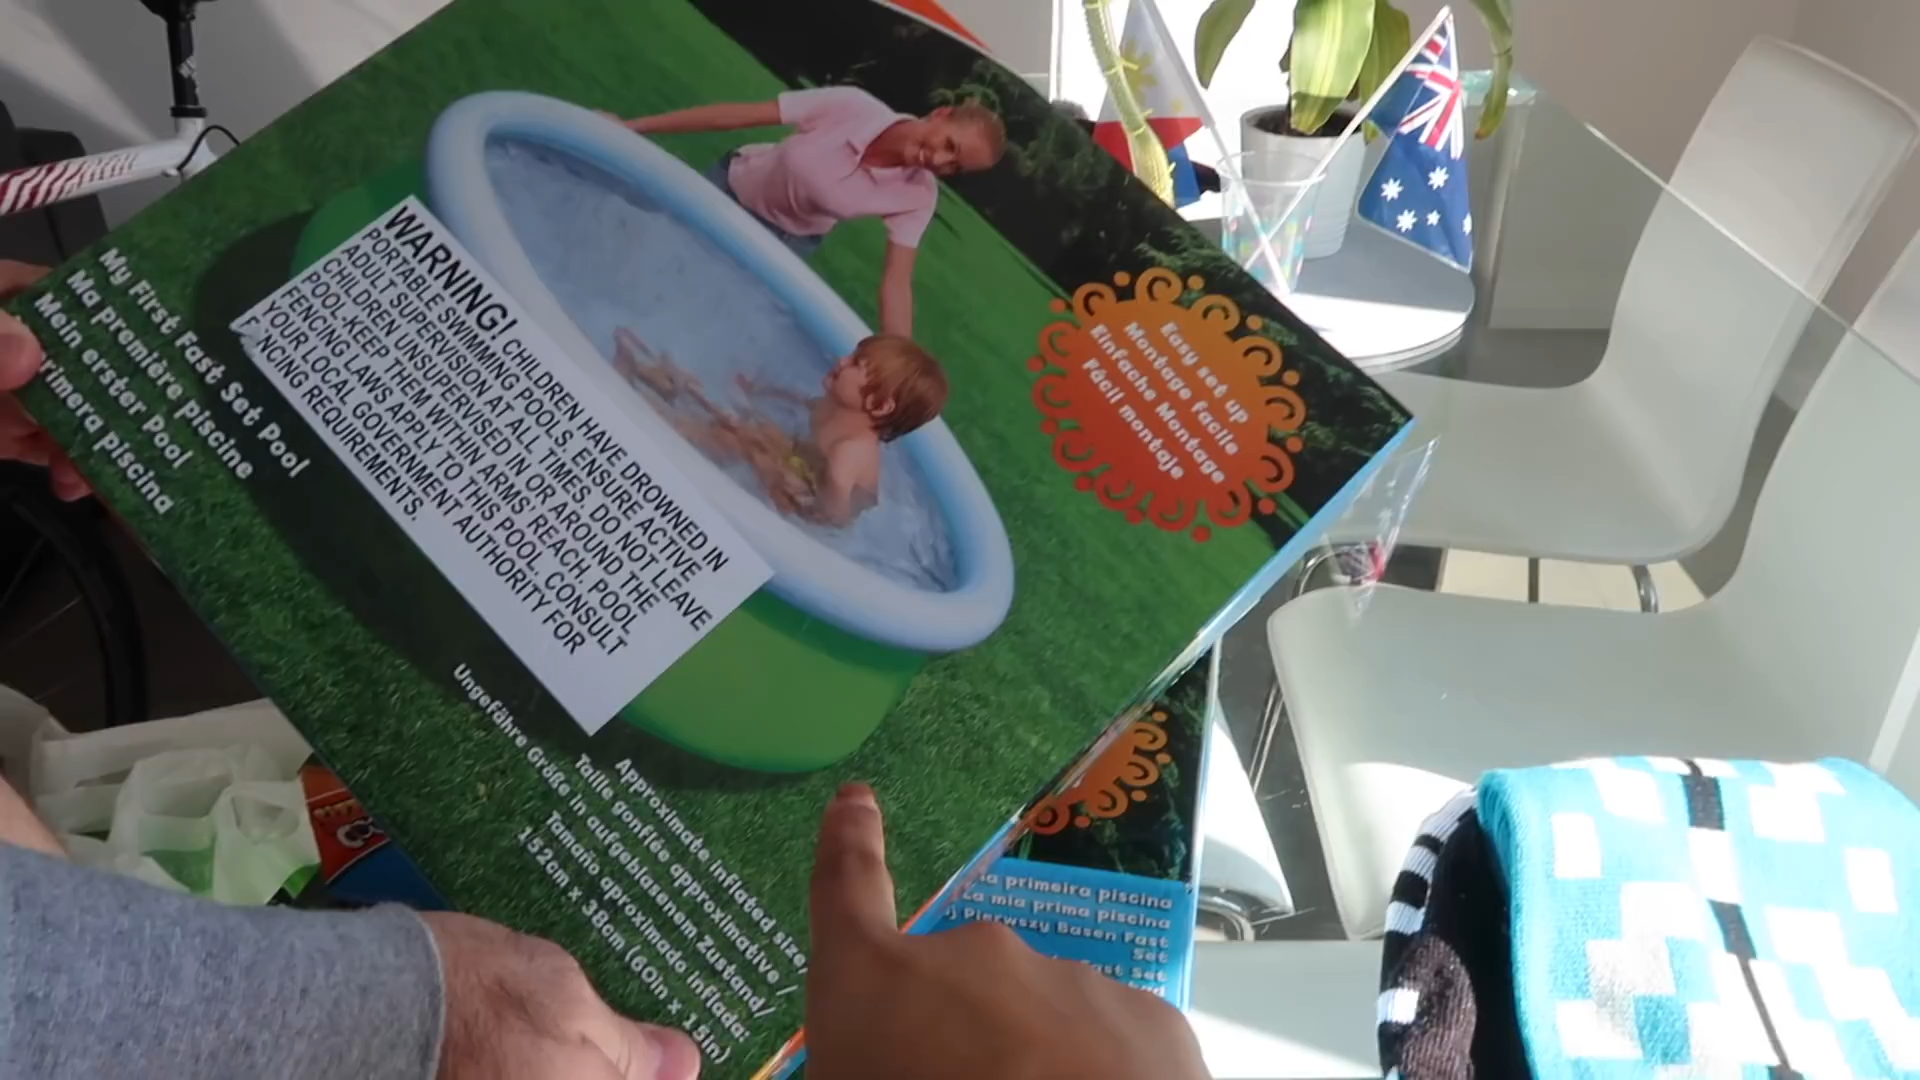 My First Fast Set Pool
Ma première piscine
Mein erster Pool
rimera piscina
WARNING! CHILDREN HAVE DROWNED IN
PORTABLE SWIMMING POOLS. ENSURE ACTIVE
ADULT SUPERVISION AT ALL TIMES. DO NOT LEAVE
CHILDREN UNSUPERVISED IN OR AROUND THE
POOL-KEEP THEM WITHIN ARMS REACH. POOL
FENCING LAWS APPLY TO THIS POOL. CONSULT
YOUR LOCAL GOVERNMENT AUTHORITY FOR
FENCING REQUIREMENTS.
Easy set up
Montage facile
Einfache Montage
Fácil montaje
Approximate inflated size/
Taille gonflée approximative /
Ungefähre Größe in aufgeblasenem zustand/
Tamaño aproximado inflada:
152cm x 38cm (60in x 15in)
primeira piscina
La mia prima piscina
Pierwszy Basen Fast
Set
Fast Set